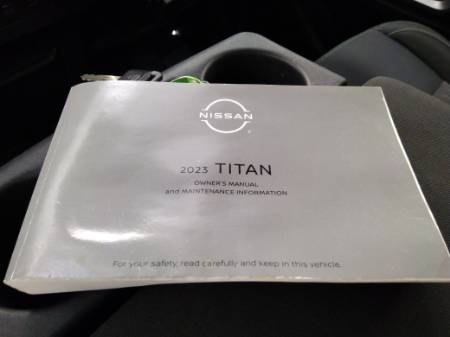 NISSAN
2023 TITAN
OWNER'S MANUAL
and MAINTENANCE INFORMATION
For your safety, read carefully and keep in this vehicle.